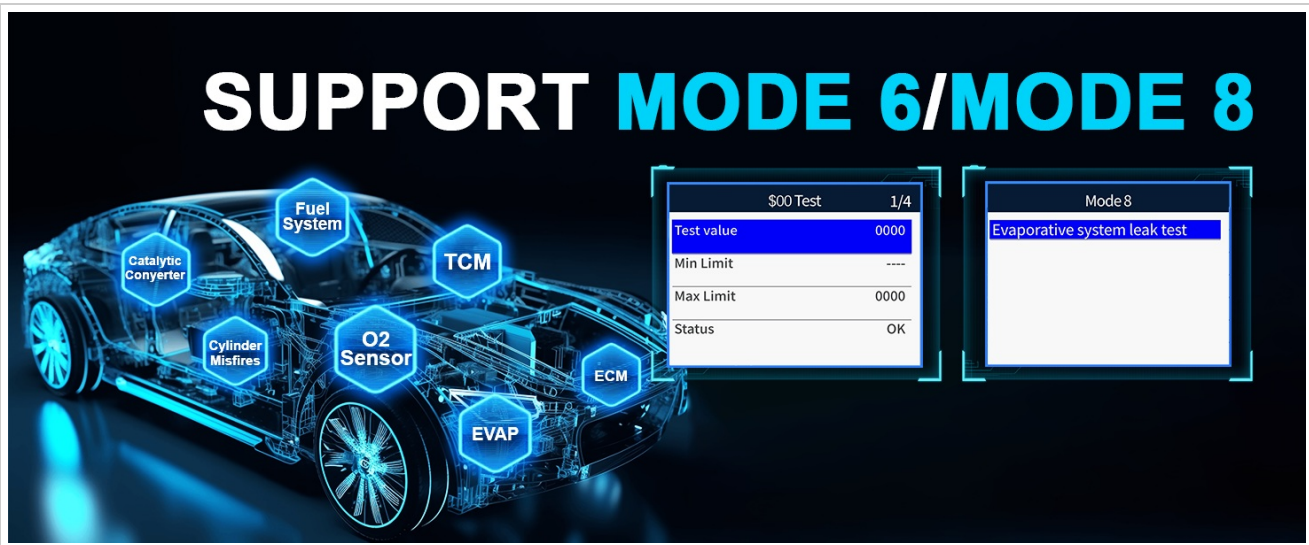 SUPPORT MODE 6/MODE 8
Fuel
System
Catalytic
Conyerter
TCM
Cylinder
Misfires
O2
Sensor
ECM
EVAP
$00 Test 1/4
Test value 0000
Min Limit ----
Max Limit 0000
Status OK
Mode 8
Evaporative system leak test